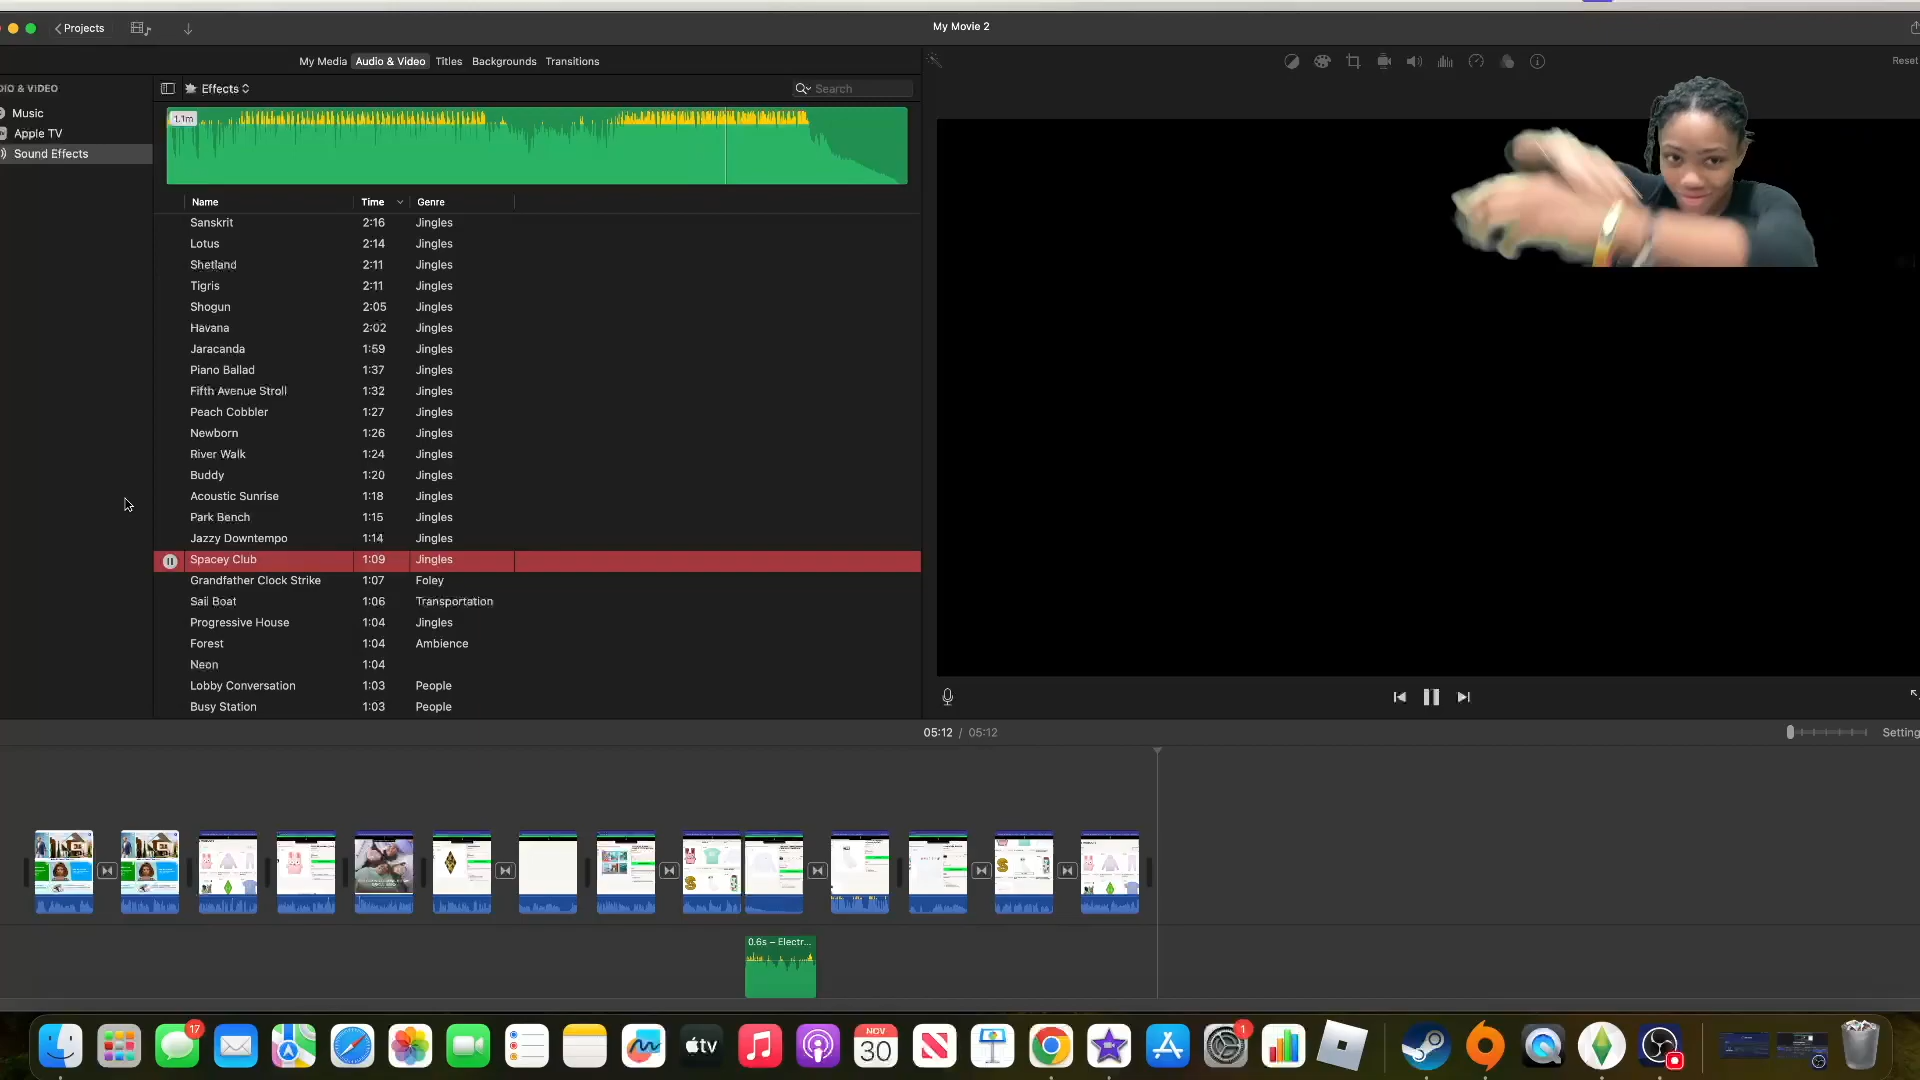 Projects
My Movie 2
My Media Audio & Video Titles Backgrounds Transitions
Reset
DIO & VIDEO
Effects
Search
Music
Apple TV
Sound Effects
1.1m
Name Time Genre
Sanskrit 2:16 Jingles
Lotus 2:14 Jingles
Shetland 2:11 Jingles
Tigris 2:11 Jingles
Shogun 2:05 Jingles
Havana 2:02 Jingles
Jaracanda 1:59 Jingles
Piano Ballad 1:37 Jingles
Fifth Avenue Stroll 1:32 Jingles
Peach Cobbler 1:27 Jingles
Newborn 1:26 Jingles
River Walk 1:24 Jingles
Buddy 1:20 Jingles
Acoustic Sunrise 1:18 Jingles
Park Bench 1:15 Jingles
Jazzy Downtempo 1:14 Jingles
Spacey Club 1:09 Jingles
Grandfather Clock Strike 1:07 Foley
Sail Boat 1:06 Transportation
Progressive House 1:04 Jingles
Forest 1:04 Ambience
Neon 1:04
Lobby Conversation 1:03 People
Busy Station 1:03 People
05:12 / 05:12
Setting
0.6s – Electr...
17
tv
NOV
30
1